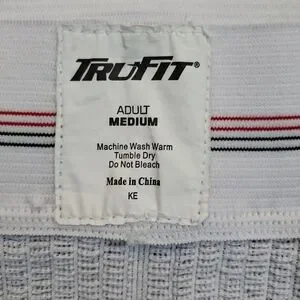 TRUFIT®
ADULT
MEDIUM
Machine Wash Warm
Tumble Dry
Do Not Bleach
Made in China
KE